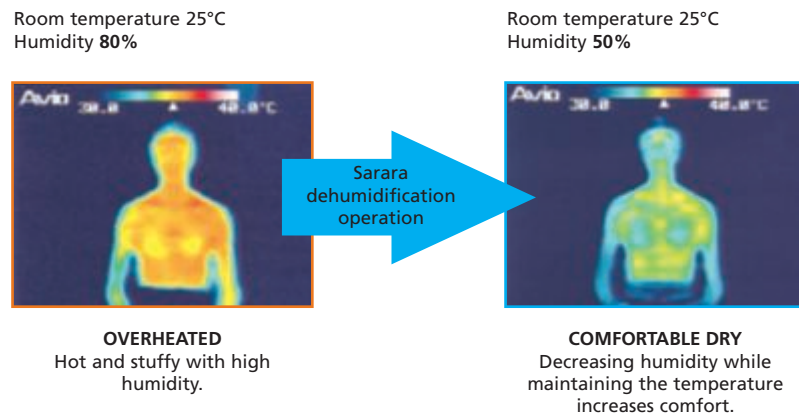 Room temperature 25°C
Humidity 80%
Room temperature 25°C
Humidity 50%
Avio
30.0
40.0°C
Avio
30.0
40.0°C
Sarara
dehumidification
operation
OVERHEATED
Hot and stuffy with high
humidity.
COMFORTABLE DRY
Decreasing humidity while
maintaining the temperature
increases comfort.